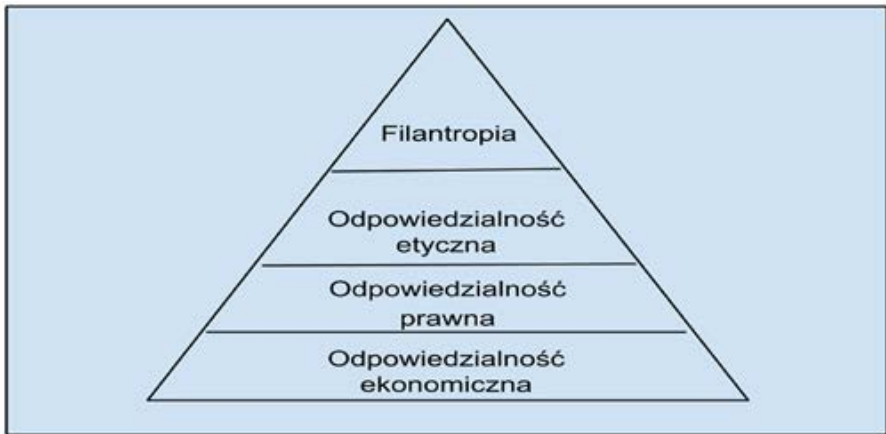 Filantropia
Odpowiedzialność
etyczna
Odpowiedzialność
prawna
Odpowiedzialność
ekonomiczna